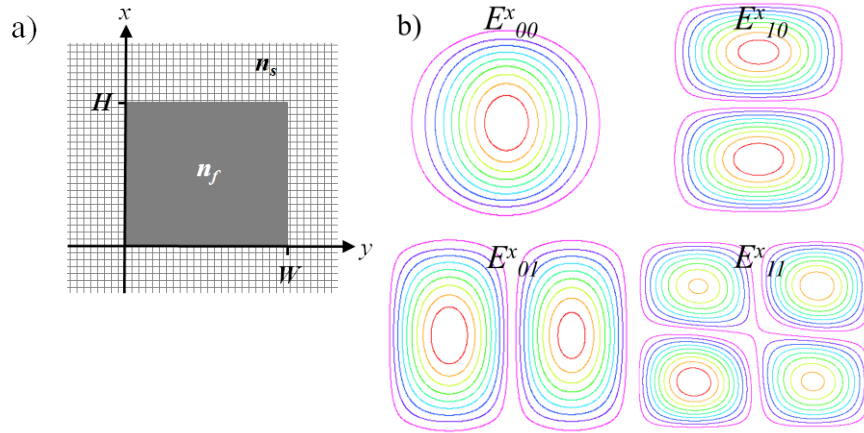 a)
x
n_s
H
n_f
y
W
b)
E^x_00
E^x_10
E^x_01
E^x_11